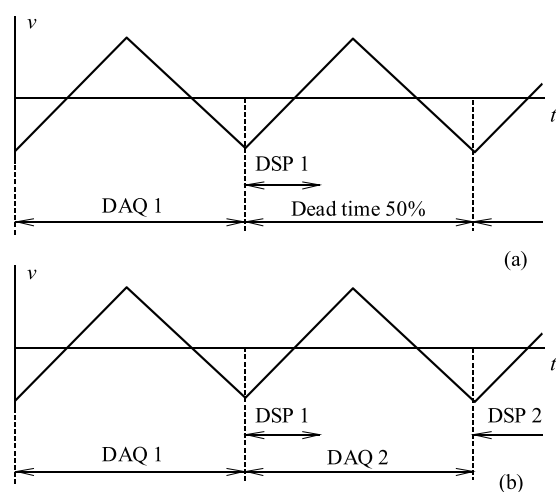 v
t
DSP 1
DAQ 1
Dead time 50%
(a)
v
t
DSP 1
DSP 2
DAQ 1
DAQ 2
(b)